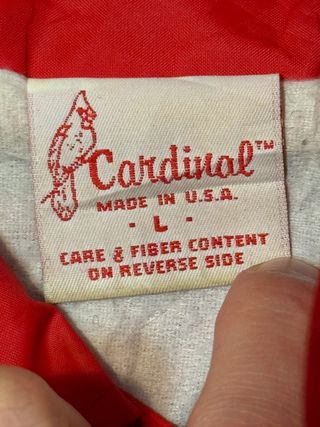 Cardinal™
MADE IN U.S.A.
- L -
CARE & FIBER CONTENT
ON REVERSE SIDE